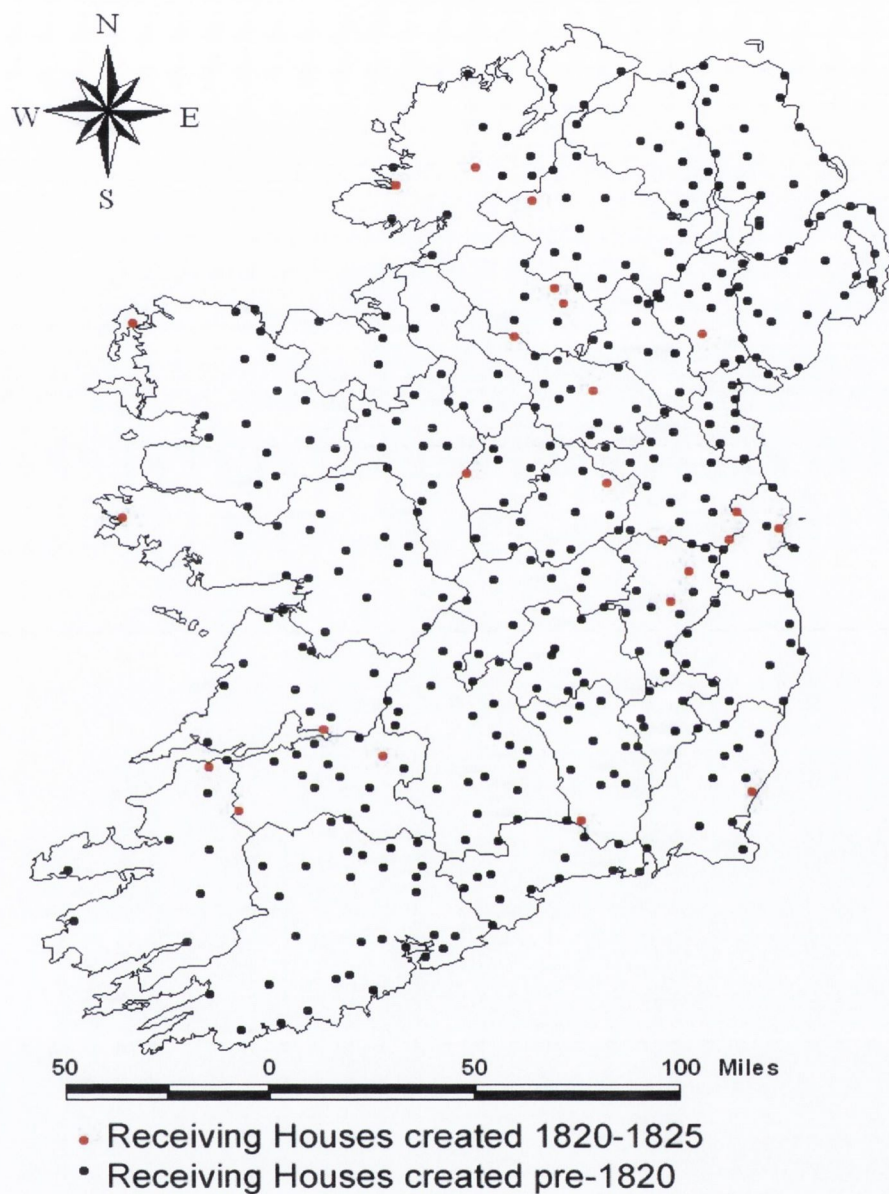 N
W E
S
50 0 50 100 Miles
Receiving Houses created 1820-1825
Receiving Houses created pre-1820